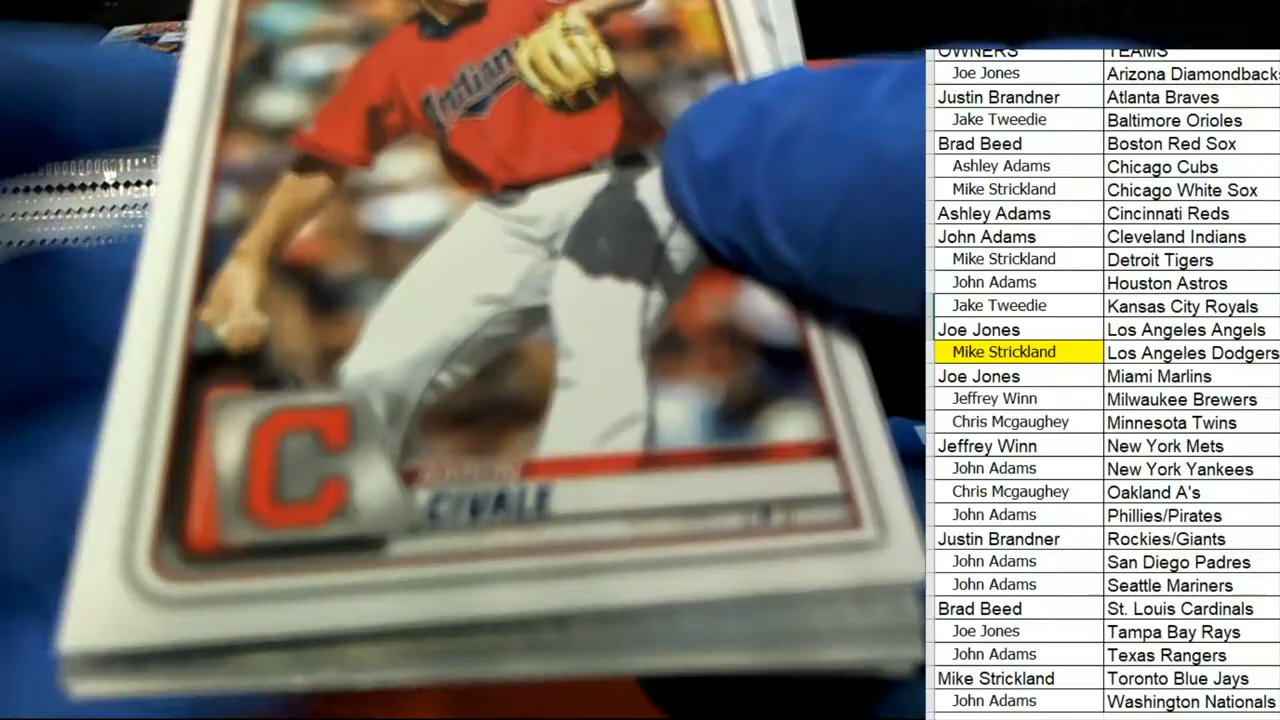 Indians
C
CIVALE
OWNERS TEAMS
Joe Jones Arizona Diamondbacks
Justin Brandner Atlanta Braves
Jake Tweedie Baltimore Orioles
Brad Beed Boston Red Sox
Ashley Adams Chicago Cubs
Mike Strickland Chicago White Sox
Ashley Adams Cincinnati Reds
John Adams Cleveland Indians
Mike Strickland Detroit Tigers
John Adams Houston Astros
Jake Tweedie Kansas City Royals
Joe Jones Los Angeles Angels
Mike Strickland Los Angeles Dodgers
Joe Jones Miami Marlins
Jeffrey Winn Milwaukee Brewers
Chris Mcgaughey Minnesota Twins
Jeffrey Winn New York Mets
John Adams New York Yankees
Chris Mcgaughey Oakland A's
John Adams Phillies/Pirates
Justin Brandner Rockies/Giants
John Adams San Diego Padres
John Adams Seattle Mariners
Brad Beed St. Louis Cardinals
Joe Jones Tampa Bay Rays
John Adams Texas Rangers
Mike Strickland Toronto Blue Jays
John Adams Washington Nationals